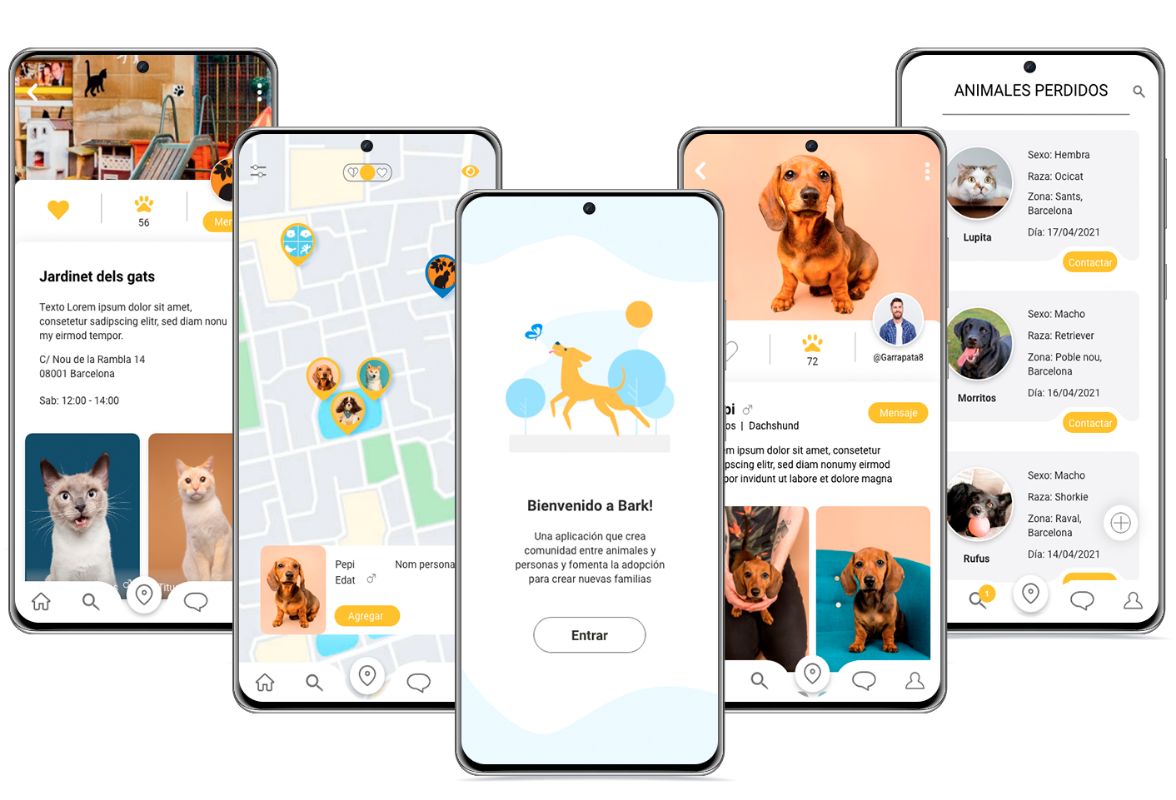 56
Men
Jardinet dels gats
Texto Lorem ipsum dolor sit amet,
consetetur sadipscing elitr, sed diam nonu
my eirmod tempor.
C/ Nou de la Rambla 14
08001 Barcelona
Sab: 12:00 - 14:00
Titu
Pepi
Nom persona
Edat
Agregar
Bienvenido a Bark!
Una aplicación que crea
comunidad entre animales y
personas y fomenta la adopción
para crear nuevas familias
Entrar
72
@Garrapata8
pi
Mensaje
os | Dachshund
m ipsum dolor sit amet, consetetur
pscing elitr, sed diam nonumy eirmod
por invidunt ut labore et dolore magna
ANIMALES PERDIDOS
Sexo: Hembra
Raza: Ocicat
Zona: Sants,
Barcelona
Día: 17/04/2021
Lupita
Contactar
Sexo: Macho
Raza: Retriever
Zona: Poble nou,
Barcelona
Día: 16/04/2021
Morritos
Contactar
Sexo: Macho
Raza: Shorkie
Zona: Raval,
Barcelona
Día: 14/04/2021
Rufus
1